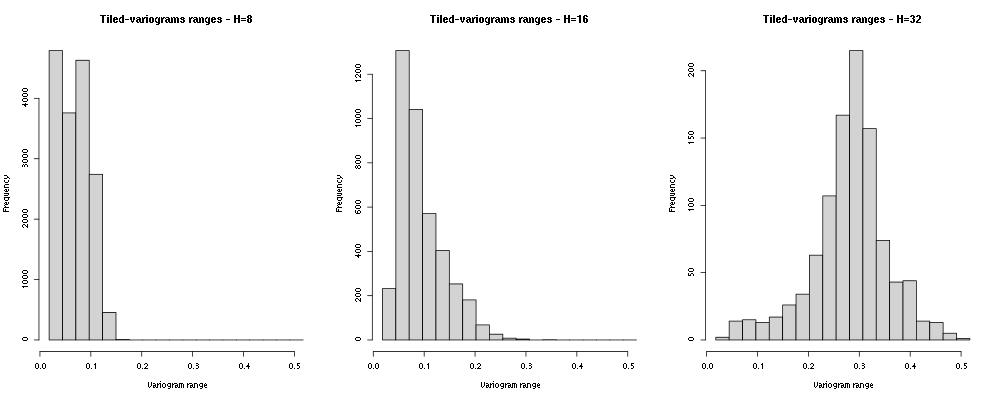 Tiled-variograms ranges - H=8
Frequency
4000
3000
2000
1000
0
0.0 0.1 0.2 0.3 0.4 0.5
Variogram range
Tiled-variograms ranges - H=16
Frequency
1200
1000
800
600
400
200
0
0.0 0.1 0.2 0.3 0.4 0.5
Variogram range
Tiled-variograms ranges - H=32
Frequency
200
150
100
50
0
0.0 0.1 0.2 0.3 0.4 0.5
Variogram range